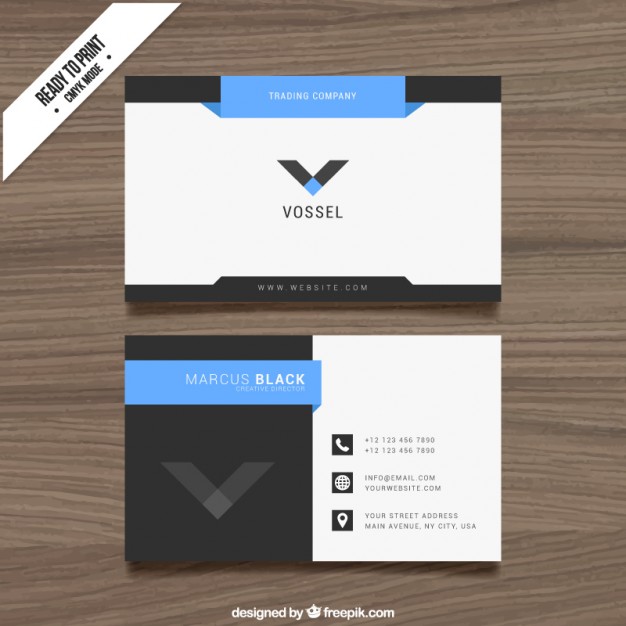 READY TO PRINT
• CMYK MODE •
TRADING COMPANY
VOSSEL
WWW.WEBSITE.COM
MARCUS BLACK
CREATIVE DIRECTOR
+12 123 456 7890
+12 123 456 7890
INFO@EMAIL.COM
YOURWEBSITE.COM
YOUR STREET ADDRESS
MAIN AVENUE, NY CITY, USA
designed by freepik.com